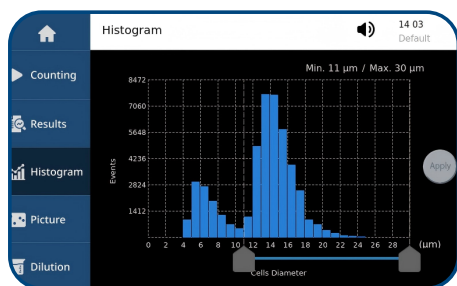 Histogram
14 03
Default
Counting
Results
Histogram
Picture
Dilution
Min. 11 μm / Max. 30 μm
8472
7060
5648
4236
2824
1412
Events
0 2 4 6 8 10 12 14 16 18 20 22 24 26 28 (μm)
Cells Diameter
Apply